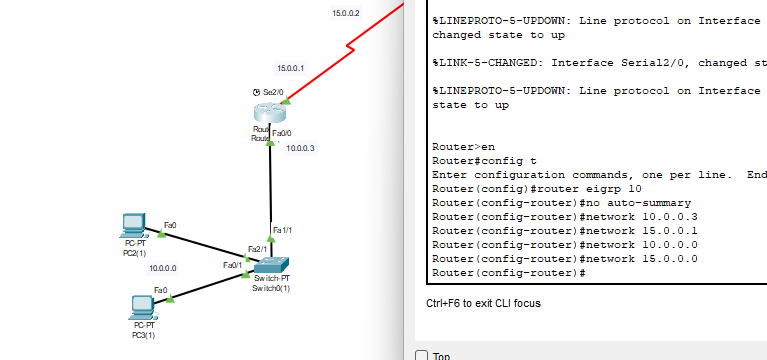 15.0.0.2
15.0.0.1
Se2/0
Fa0/0
10.0.0.3
Fa1/1
Fa0
PC-PT
PC2(1)
Fa2/1
10.0.0.0
Fa0/1
Switch-PT
Switch0(1)
Fa0
PC-PT
PC3(1)
%LINEPROTO-5-UPDOWN: Line protocol on Interface
changed state to up
%LINK-5-CHANGED: Interface Serial2/0, changed st
%LINEPROTO-5-UPDOWN: Line protocol on Interface
state to up
Router>en
Router#config t
Enter configuration commands, one per line.  End
Router(config)#router eigrp 10
Router(config-router)#no auto-summary
Router(config-router)#network 10.0.0.3
Router(config-router)#network 15.0.0.1
Router(config-router)#network 10.0.0.0
Router(config-router)#network 15.0.0.0
Router(config-router)#
Ctrl+F6 to exit CLI focus
Top